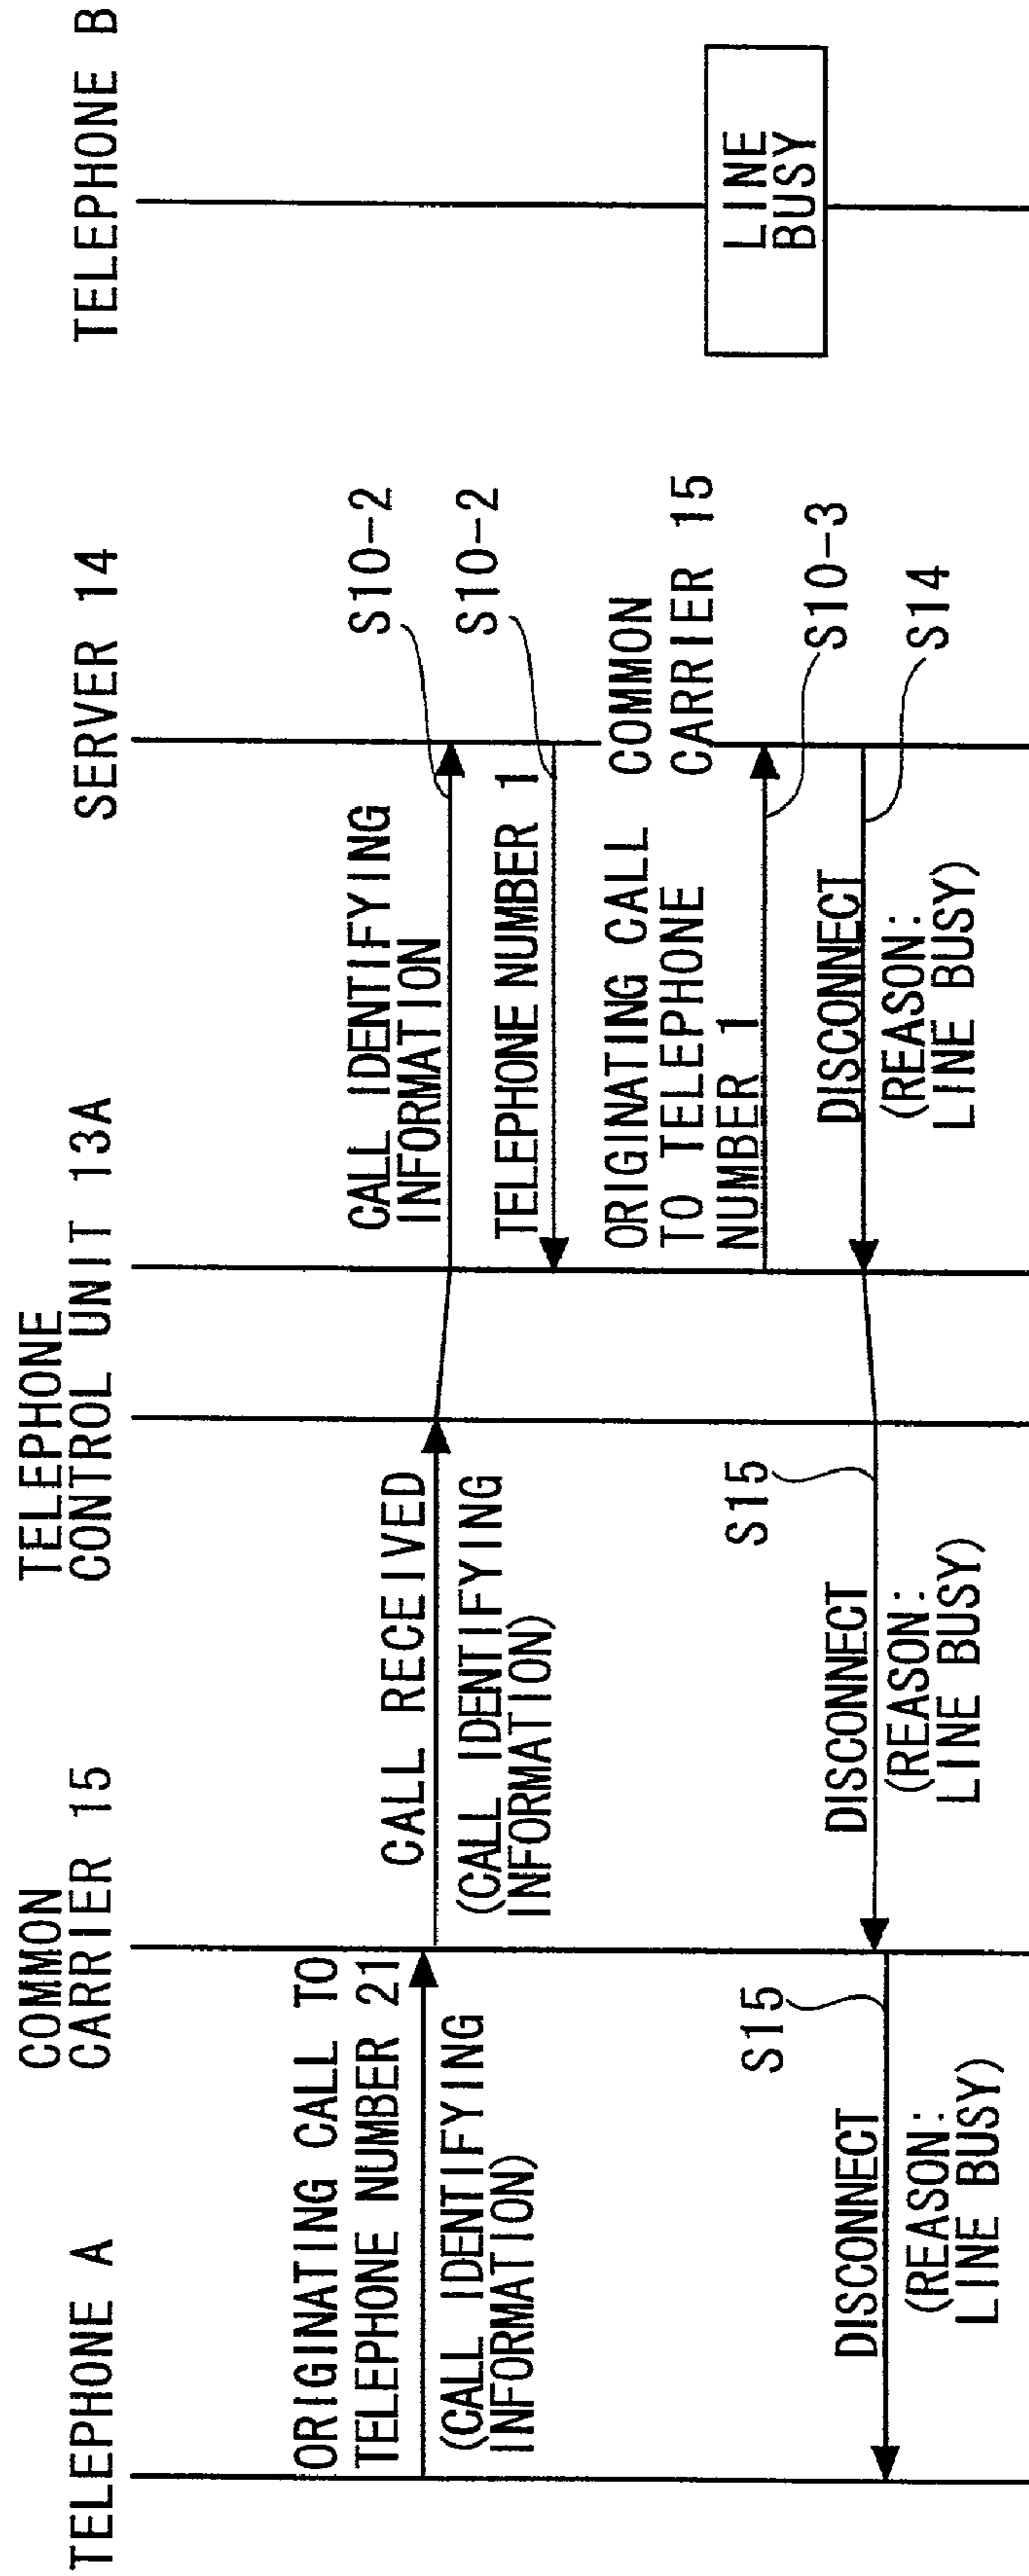 TELEPHONE A
COMMON
CARRIER 15
TELEPHONE
CONTROL UNIT 13A
SERVER 14
TELEPHONE B
ORIGINATING CALL TO
TELEPHONE NUMBER 21
(CALL IDENTIFYING
INFORMATION)
CALL RECEIVED
(CALL IDENTIFYING
INFORMATION)
CALL IDENTIFYING
INFORMATION
S10-2
TELEPHONE NUMBER 1
S10-2
ORIGINATING CALL
TO TELEPHONE
NUMBER 1
COMMON
CARRIER 15
S10-3
LINE
BUSY
DISCONNECT
(REASON:
LINE BUSY)
S14
S15
DISCONNECT
(REASON:
LINE BUSY)
S15
DISCONNECT
(REASON:
LINE BUSY)